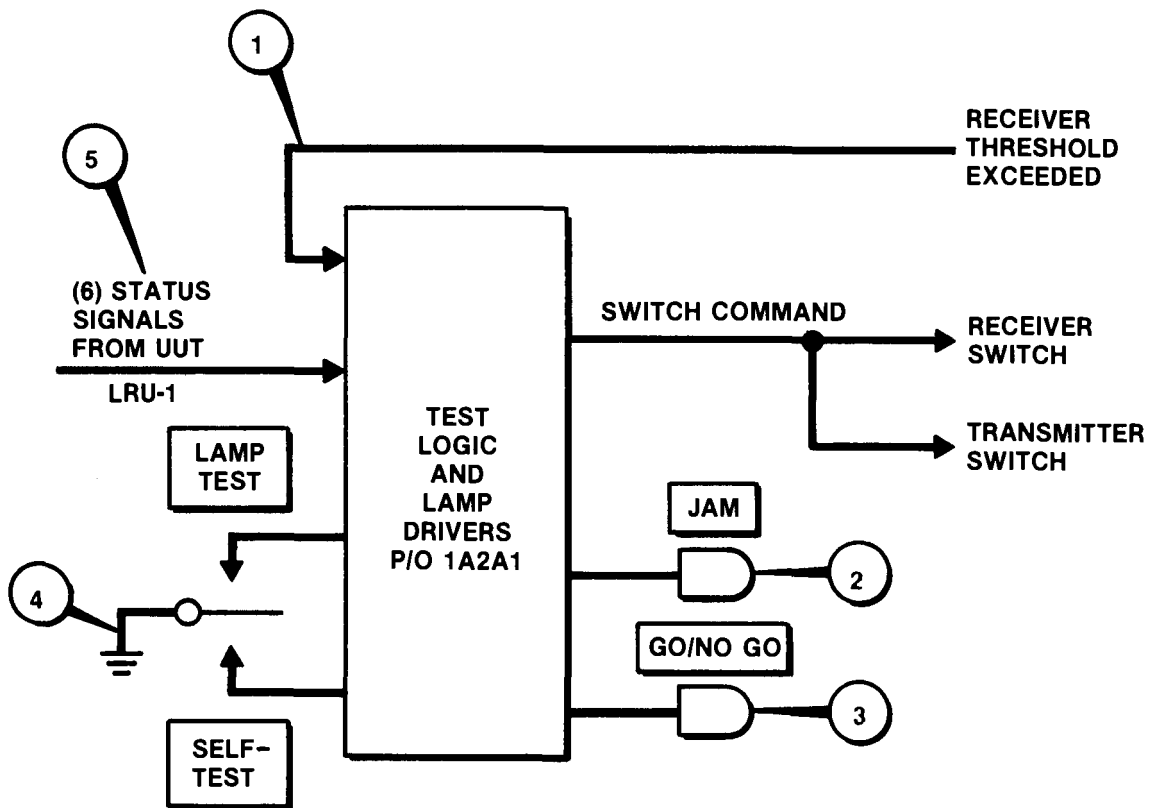 1
RECEIVER
THRESHOLD
EXCEEDED
5
(6) STATUS
SIGNALS
FROM UUT
LRU-1
SWITCH COMMAND
RECEIVER
SWITCH
TRANSMITTER
SWITCH
LAMP
TEST
TEST
LOGIC
AND
LAMP
DRIVERS
P/O 1A2A1
JAM
2
4
GO/NO GO
3
SELF-
TEST